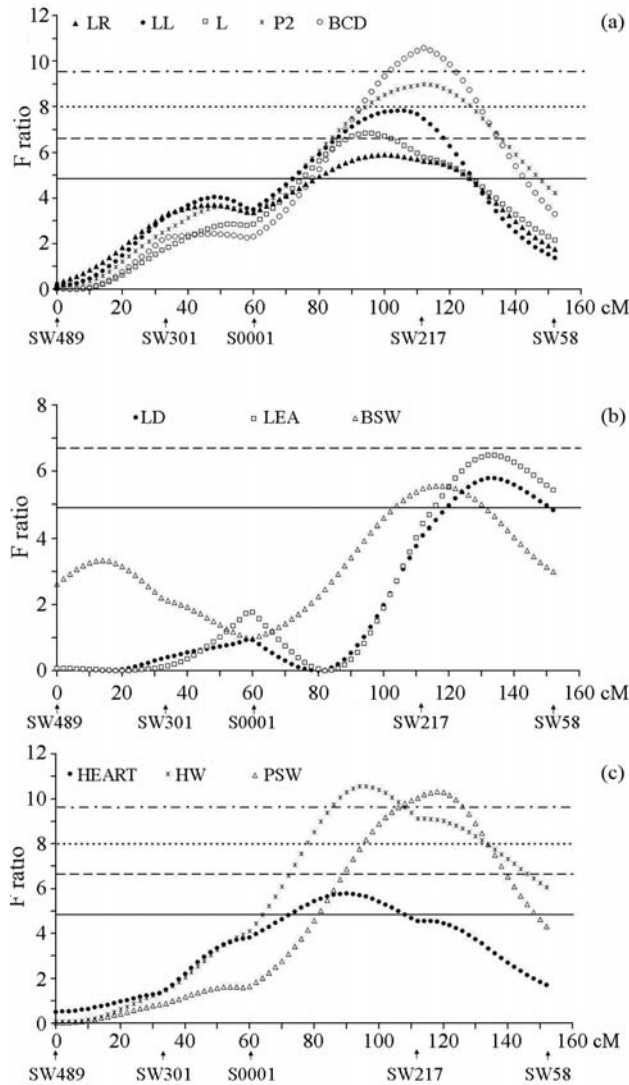 LR LL L P2 BCD
(a)
12
10
8
6
4
2
0
F ratio
0 20 40 60 80 100 120 140 160 cM
SW489 SW301 S0001 SW217 SW58
(b)
LD LEA BSW
8
6
4
2
0
F ratio
0 20 40 60 80 100 120 140 160 cM
SW489 SW301 S0001 SW217 SW58
(c)
HEART HW PSW
12
10
8
6
4
2
0
F ratio
0 20 40 60 80 100 120 140 160 cM
SW489 SW301 S0001 SW217 SW58